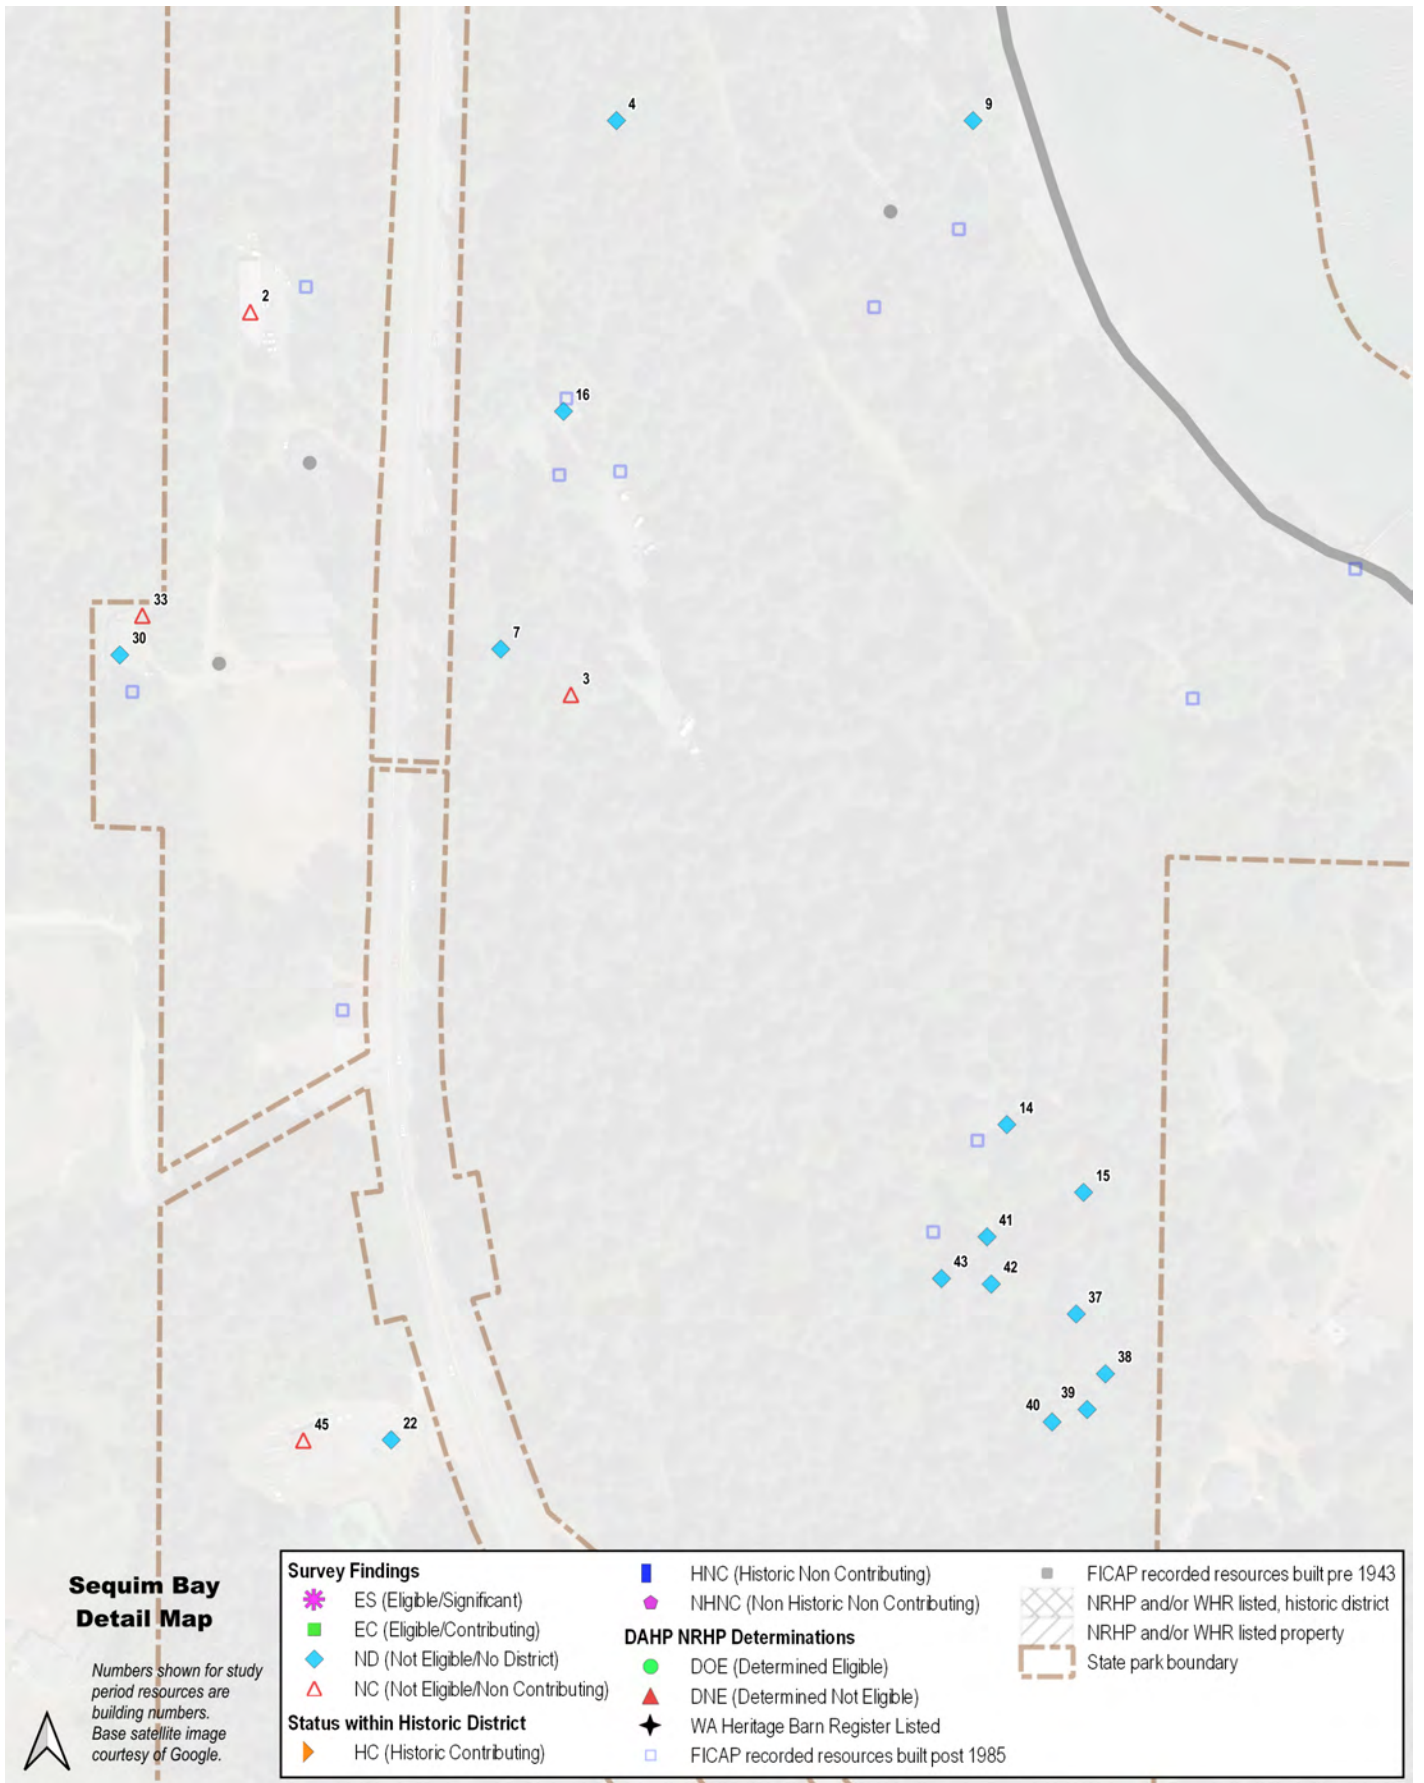 4
9
2
16
33
30
7
3
14
15
41
43
42
37
38
39
40
45
22
Sequim Bay
Detail Map
Numbers shown for study
period resources are
building numbers.
Base satellite image
courtesy of Google.
Survey Findings
ES (Eligible/Significant)
EC (Eligible/Contributing)
ND (Not Eligible/No District)
NC (Not Eligible/Non Contributing)
Status within Historic District
HC (Historic Contributing)
HNC (Historic Non Contributing)
NHNC (Non Historic Non Contributing)
DAHP NRHP Determinations
DOE (Determined Eligible)
DNE (Determined Not Eligible)
WA Heritage Barn Register Listed
FICAP recorded resources built post 1985
FICAP recorded resources built pre 1943
NRHP and/or WHR listed, historic district
NRHP and/or WHR listed property
State park boundary